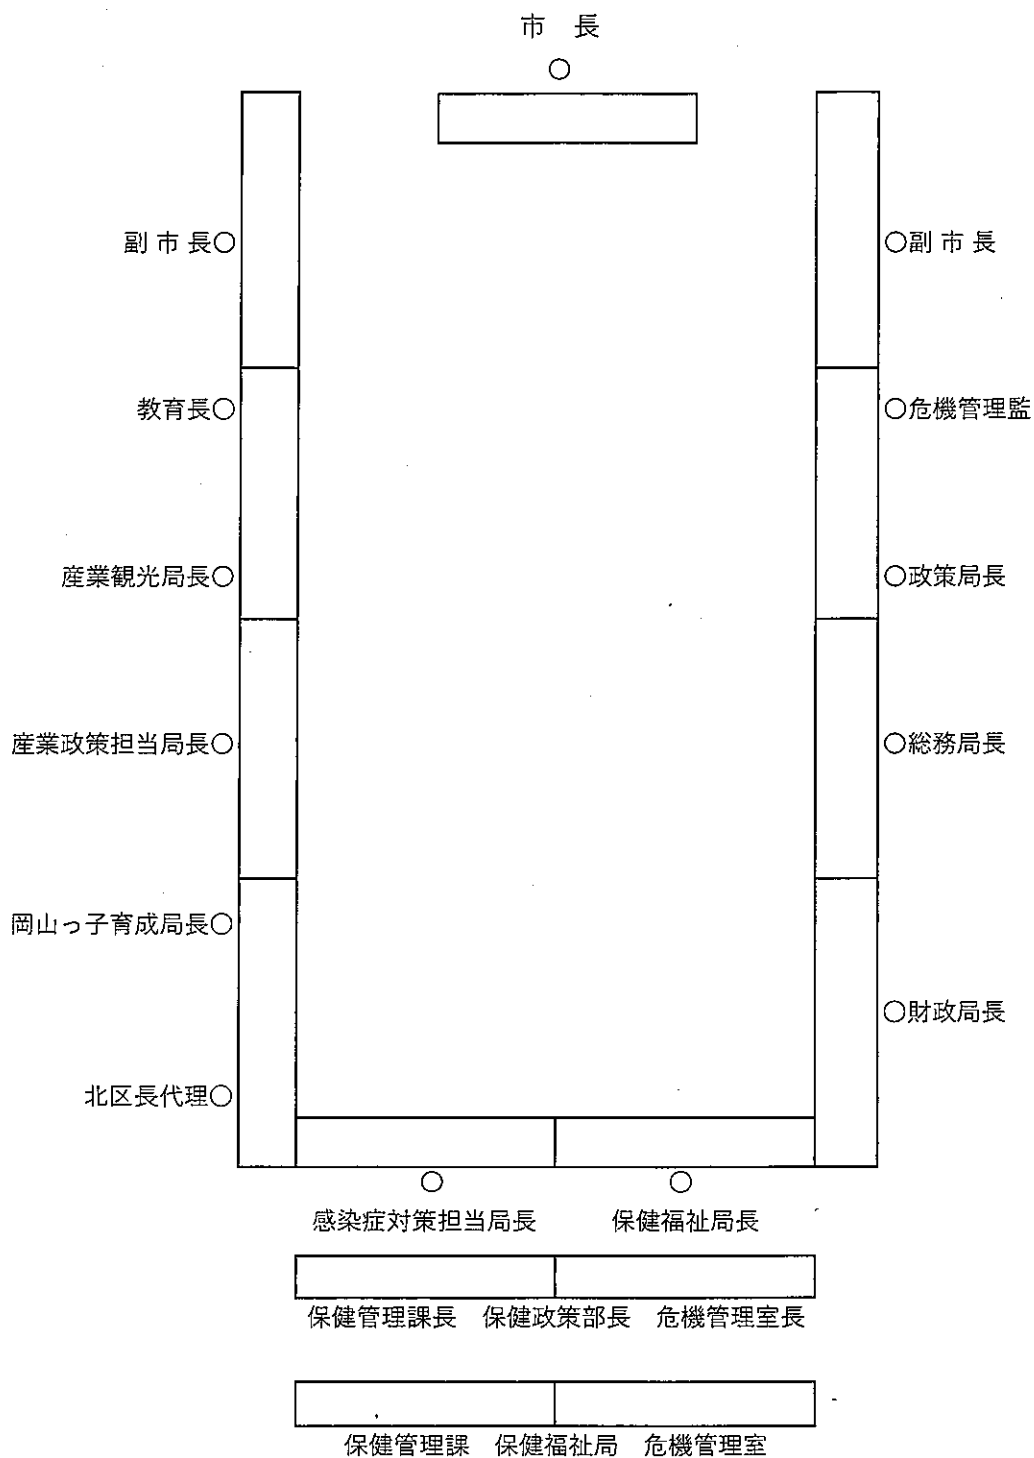 市 長
○
副 市 長○ ○副 市 長
教育長○ ○危機管理監
産業観光局長○ ○政策局長
産業政策担当局長○ ○総務局長
岡山っ子育成局長○
○財政局長
北区長代理○
○ ○
感染症対策担当局長 保健福祉局長
保健管理課長 保健政策部長 危機管理室長
保健管理課 保健福祉局 危機管理室